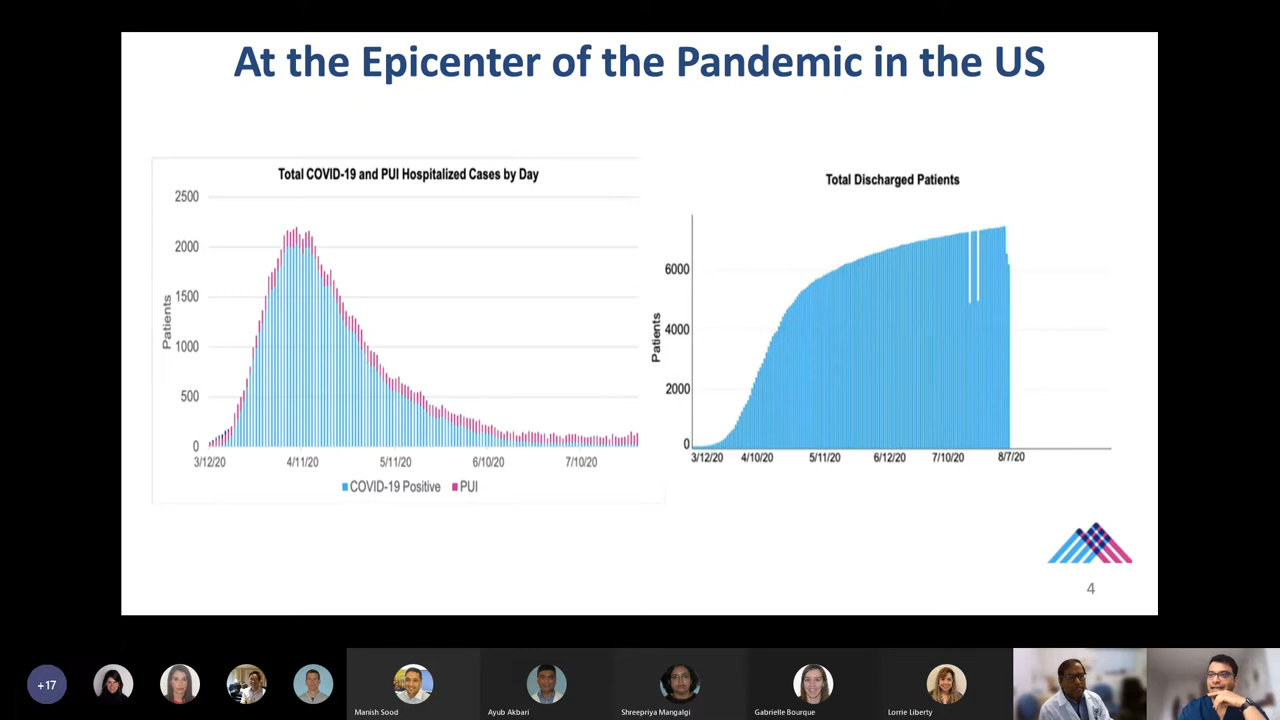 At the Epicenter of the Pandemic in the US
Total COVID-19 and PUI Hospitalized Cases by Day
2500
2000
1500
1000
500
0
Patients
3/12/20 4/11/20 5/11/20 6/10/20 7/10/20
COVID-19 Positive PUI
Total Discharged Patients
6000
4000
2000
0
Patients
3/12/20 4/10/20 5/11/20 6/12/20 7/10/20 8/7/20
4
+17
Manish Sood
Ayub Akbari
Shreepriya Mangalgi
Gabrielle Bourque
Lorrie Liberty